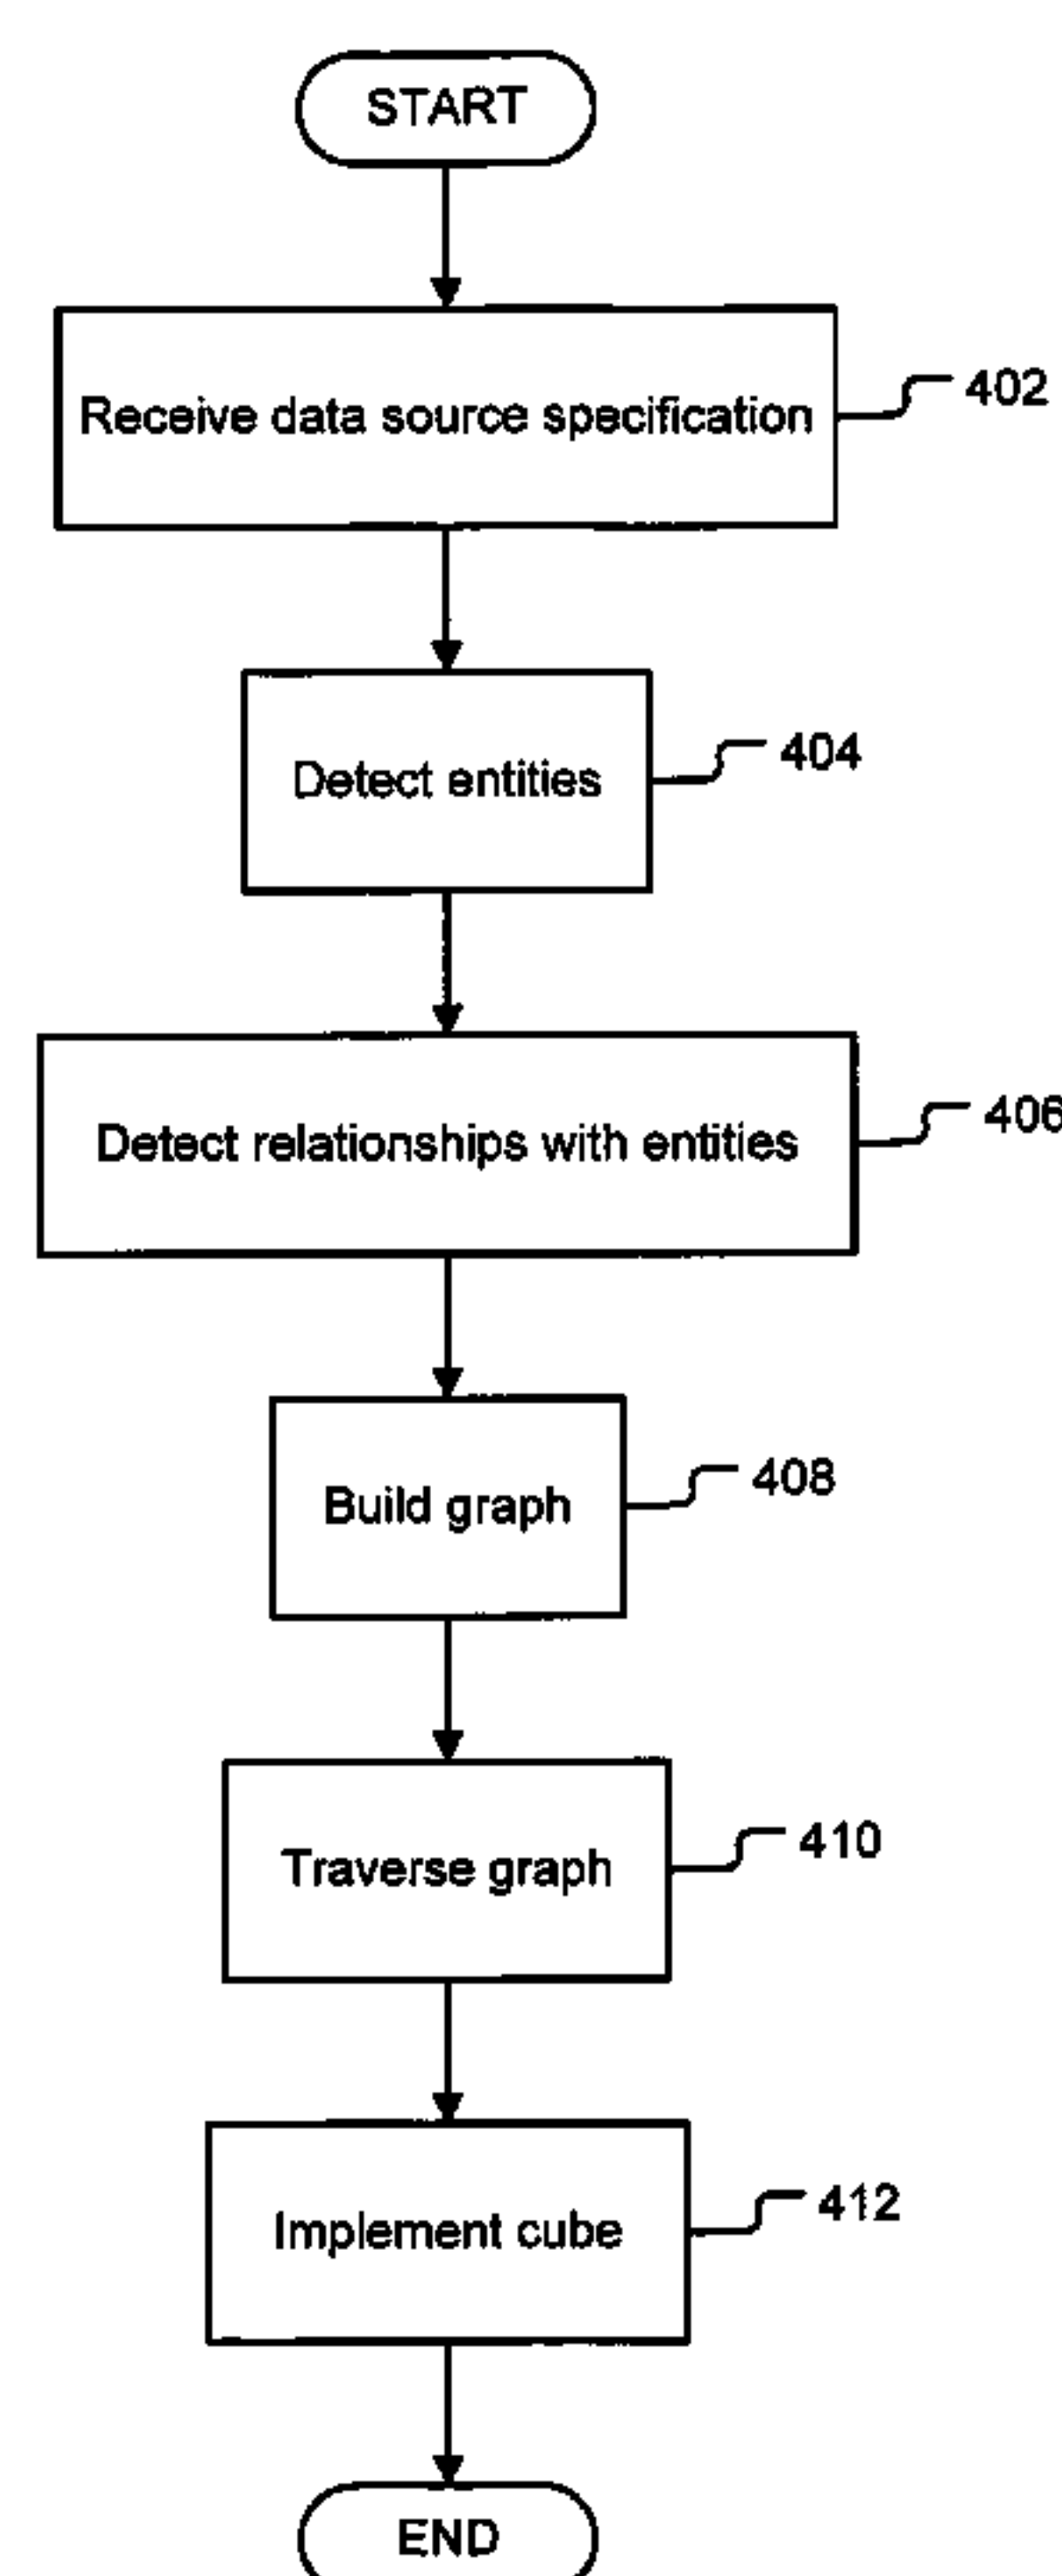 START
Receive data source specification
402
Detect entities
404
Detect relationships with entities
406
Build graph
408
Traverse graph
410
Implement cube
412
END